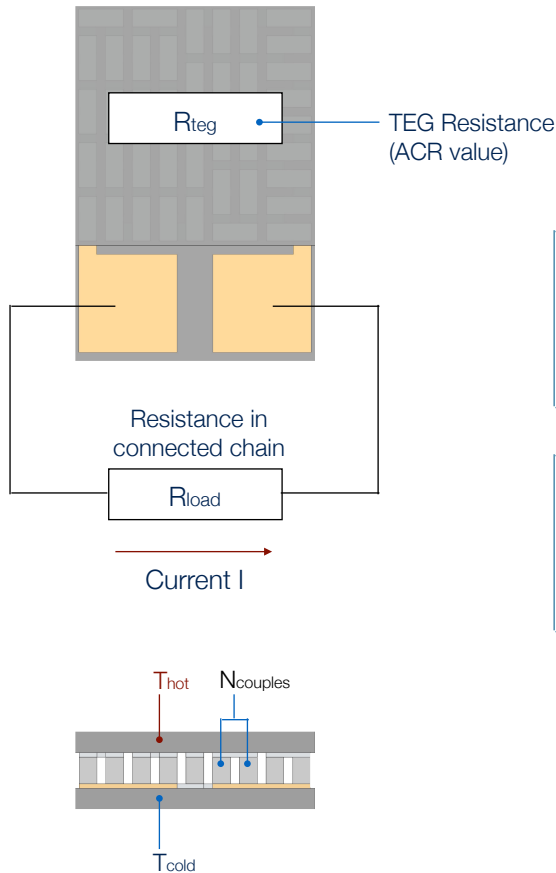 Rteg
TEG Resistance
(ACR value)
Resistance in
connected chain
Rload
Current I
Thot
Ncouples
Tcold